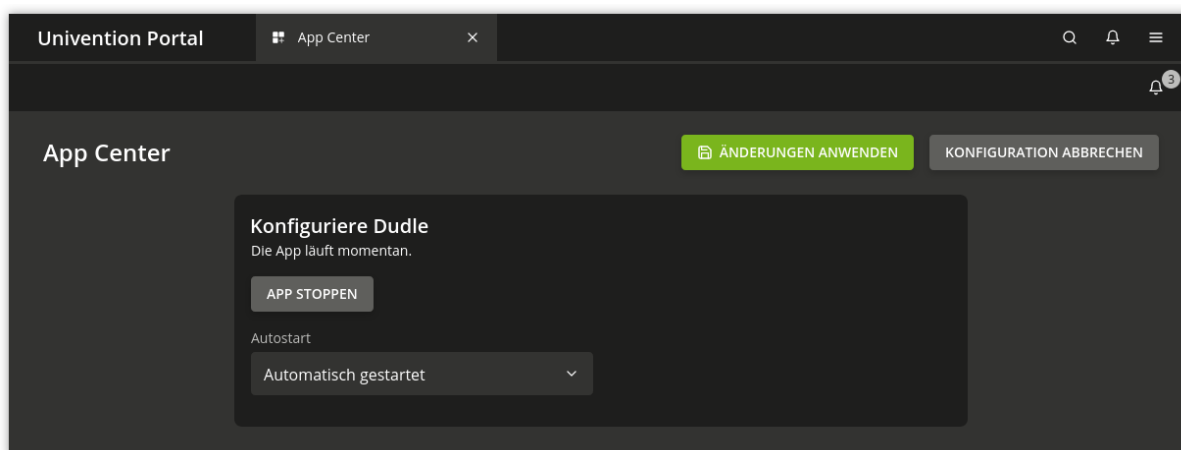 Univention Portal
App Center
3
App Center
ÄNDERUNGEN ANWENDEN
KONFIGURATION ABBRECHEN
Konfiguriere Dudle
Die App läuft momentan.
APP STOPPEN
Autostart
Automatisch gestartet